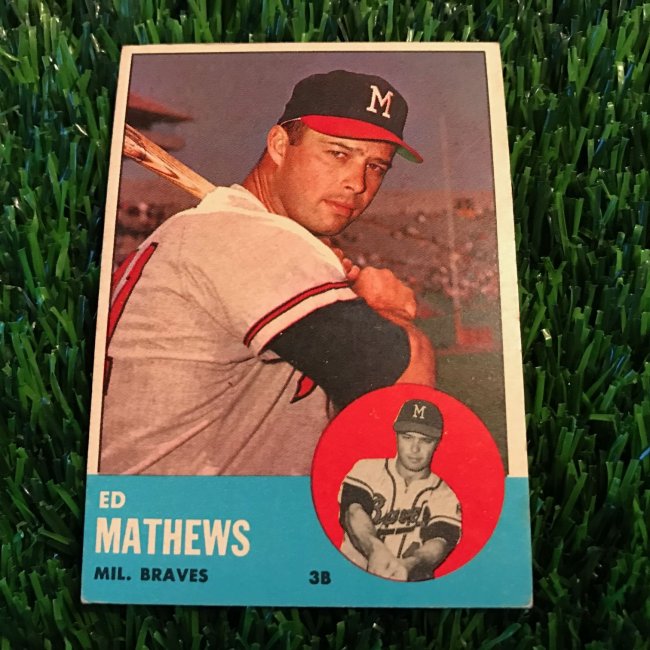 M
ED
MATHEWS
MIL. BRAVES 3B
M
Braves